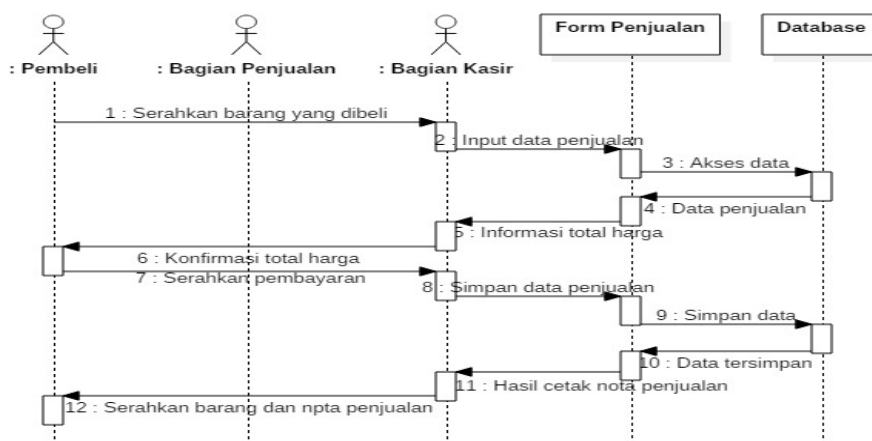 Form Penjualan
Database
: Pembeli
: Bagian Penjualan
: Bagian Kasir
1 : Serahkan barang yang dibeli
2 : Input data penjualan
3 : Akses data
4 : Data penjualan
5 : Informasi total harga
6 : Konfirmasi total harga
7 : Serahkan pembayaran
8 : Simpan data penjualan
9 : Simpan data
10 : Data tersimpan
11 : Hasil cetak nota penjualan
12 : Serahkan barang dan npta penjualan